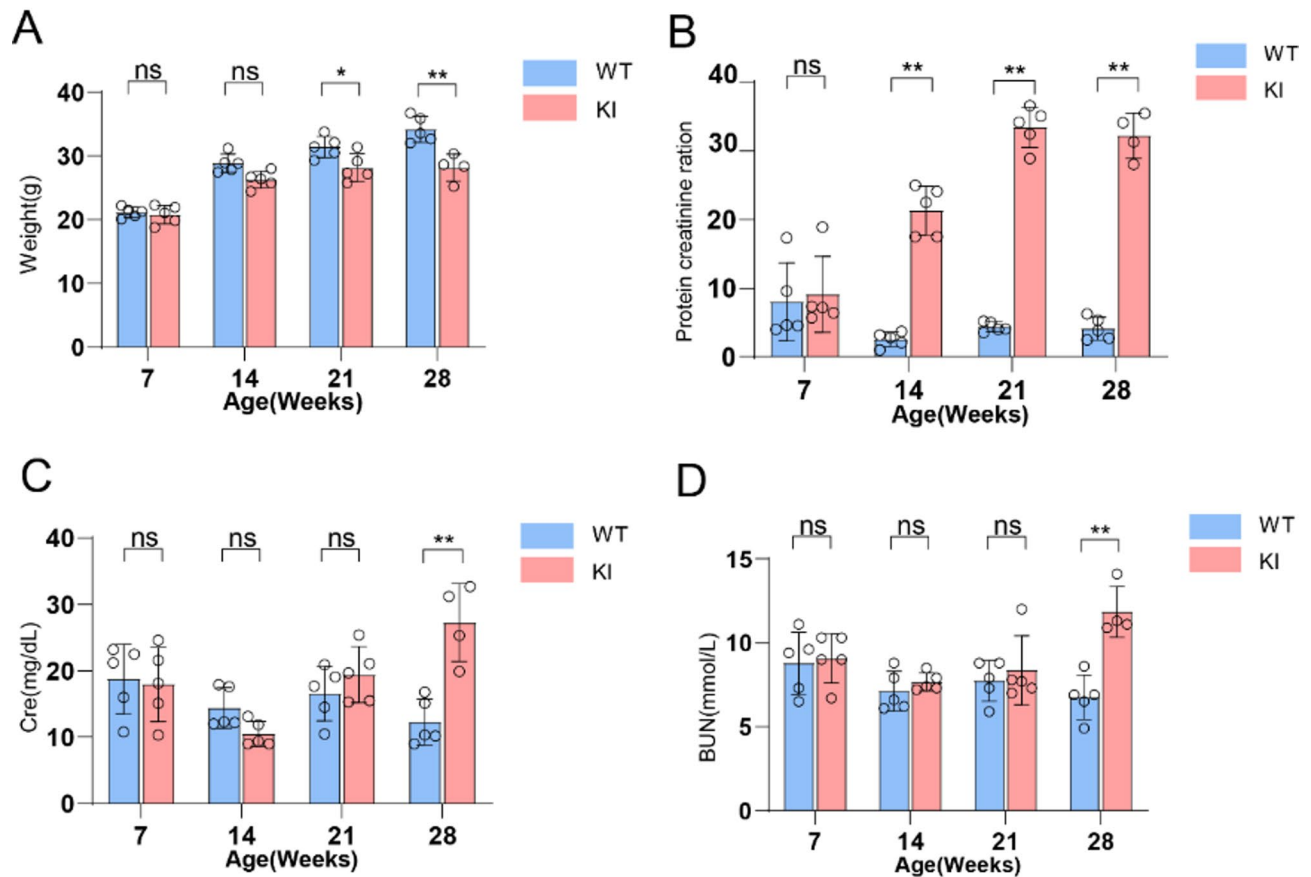 A
ns
ns
*
**
WT
KI
Weight(g)
40
30
20
10
0
7
14
21
28
Age(Weeks)
B
ns
**
**
**
WT
KI
Protein creatinine ration
40
30
20
10
0
7
14
21
28
Age(Weeks)
C
ns
ns
ns
**
WT
KI
Cre(mg/dL)
40
30
20
10
0
7
14
21
28
Age(Weeks)
D
ns
ns
ns
**
WT
KI
BUN(mmol/L)
15
10
5
0
7
14
21
28
Age(Weeks)